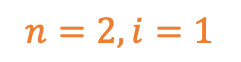 n = 2, i = 1